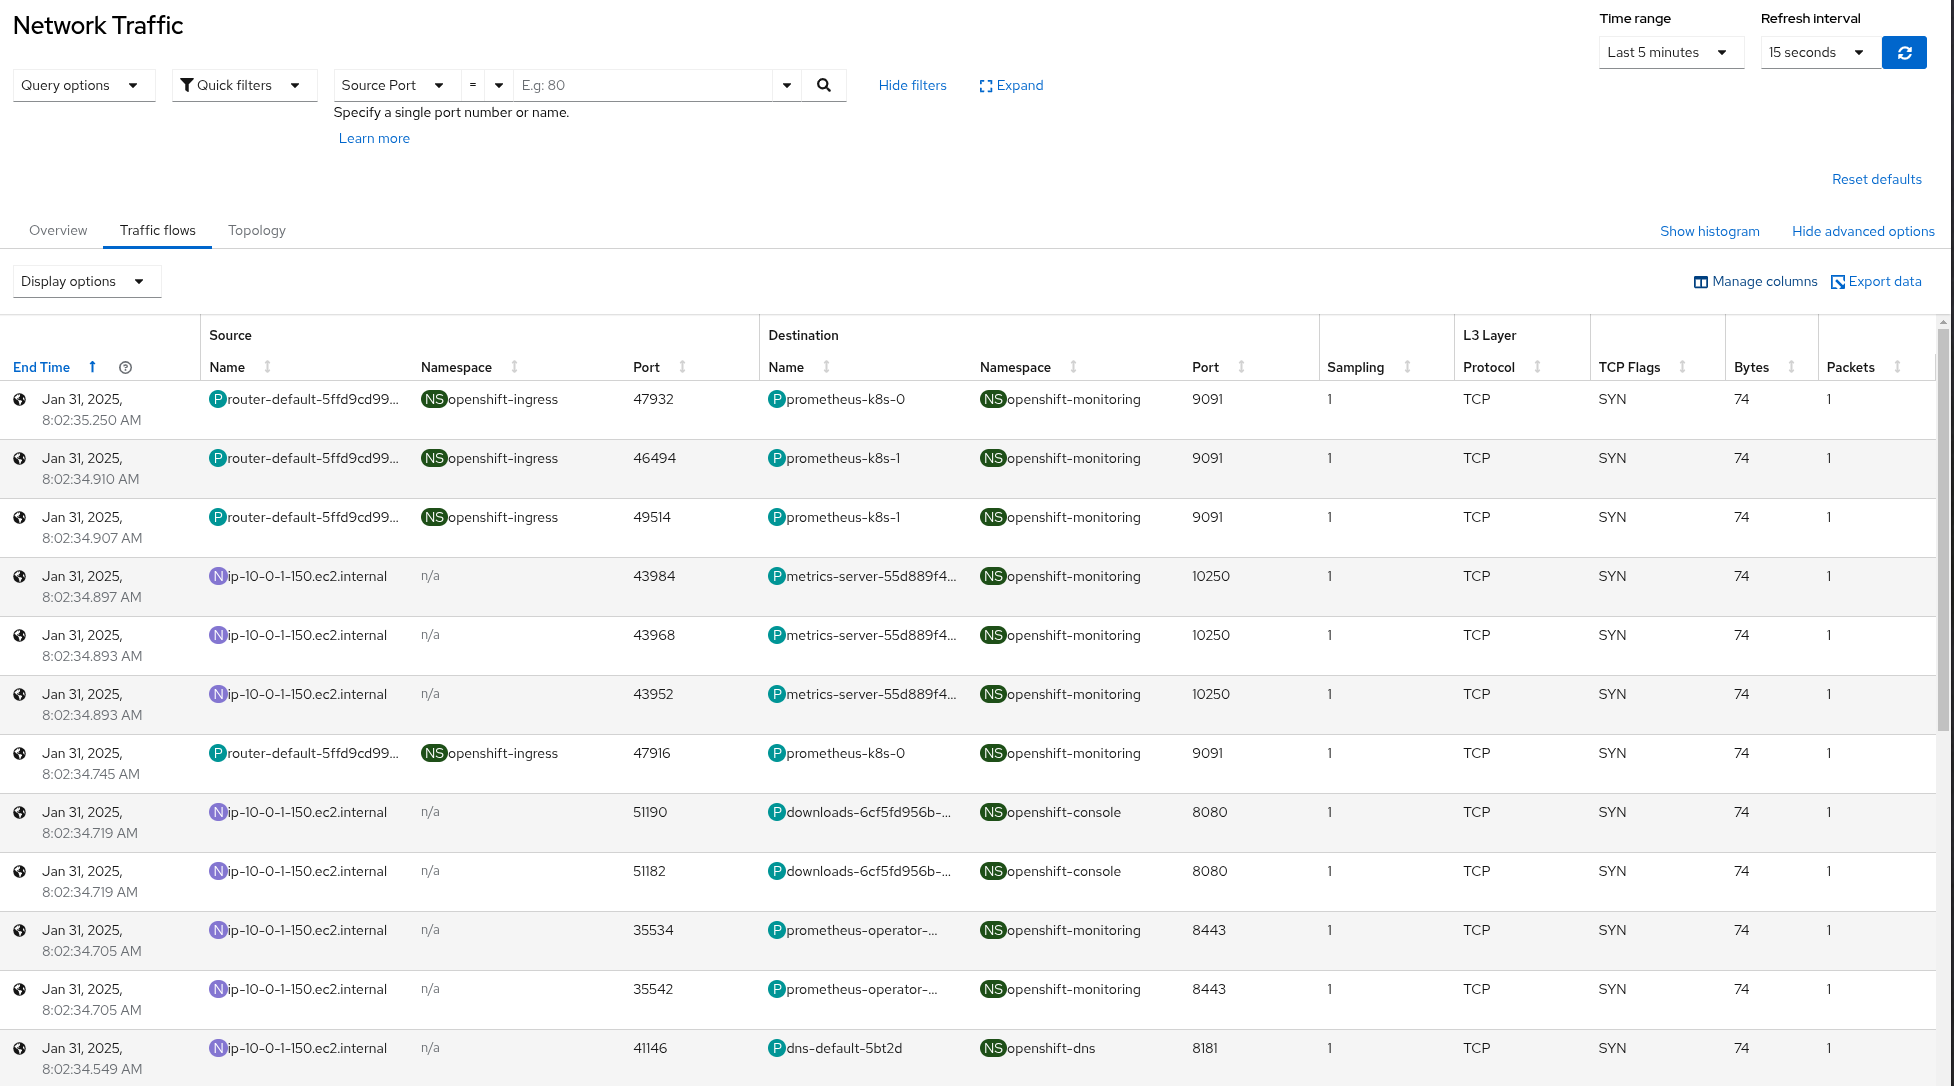 Network Traffic
Time range
Refresh interval
Last 5 minutes
15 seconds
Query options
Quick filters
Source Port
=
E.g: 80
Hide filters
Expand
Specify a single port number or name.
Learn more
Reset defaults
Overview
Traffic flows
Topology
Show histogram
Hide advanced options
Display options
Manage columns
Export data
Source Destination L3 Layer
End Time Name Namespace Port Name Namespace Port Sampling Protocol TCP Flags Bytes Packets
Jan 31, 2025, P router-default-5ffd9cd99... NS openshift-ingress 47932 P prometheus-k8s-0 NS openshift-monitoring 9091 1 TCP SYN 74 1
8:02:35.250 AM
Jan 31, 2025, P router-default-5ffd9cd99... NS openshift-ingress 46494 P prometheus-k8s-1 NS openshift-monitoring 9091 1 TCP SYN 74 1
8:02:34.910 AM
Jan 31, 2025, P router-default-5ffd9cd99... NS openshift-ingress 49514 P prometheus-k8s-1 NS openshift-monitoring 9091 1 TCP SYN 74 1
8:02:34.907 AM
Jan 31, 2025, N ip-10-0-1-150.ec2.internal n/a 43984 P metrics-server-55d889f4... NS openshift-monitoring 10250 1 TCP SYN 74 1
8:02:34.897 AM
Jan 31, 2025, N ip-10-0-1-150.ec2.internal n/a 43968 P metrics-server-55d889f4... NS openshift-monitoring 10250 1 TCP SYN 74 1
8:02:34.893 AM
Jan 31, 2025, N ip-10-0-1-150.ec2.internal n/a 43952 P metrics-server-55d889f4... NS openshift-monitoring 10250 1 TCP SYN 74 1
8:02:34.893 AM
Jan 31, 2025, P router-default-5ffd9cd99... NS openshift-ingress 47916 P prometheus-k8s-0 NS openshift-monitoring 9091 1 TCP SYN 74 1
8:02:34.745 AM
Jan 31, 2025, N ip-10-0-1-150.ec2.internal n/a 51190 P downloads-6cf5fd956b-... NS openshift-console 8080 1 TCP SYN 74 1
8:02:34.719 AM
Jan 31, 2025, N ip-10-0-1-150.ec2.internal n/a 51182 P downloads-6cf5fd956b-... NS openshift-console 8080 1 TCP SYN 74 1
8:02:34.719 AM
Jan 31, 2025, N ip-10-0-1-150.ec2.internal n/a 35534 P prometheus-operator-... NS openshift-monitoring 8443 1 TCP SYN 74 1
8:02:34.705 AM
Jan 31, 2025, N ip-10-0-1-150.ec2.internal n/a 35542 P prometheus-operator-... NS openshift-monitoring 8443 1 TCP SYN 74 1
8:02:34.705 AM
Jan 31, 2025, N ip-10-0-1-150.ec2.internal n/a 41146 P dns-default-5bt2d NS openshift-dns 8181 1 TCP SYN 74 1
8:02:34.549 AM